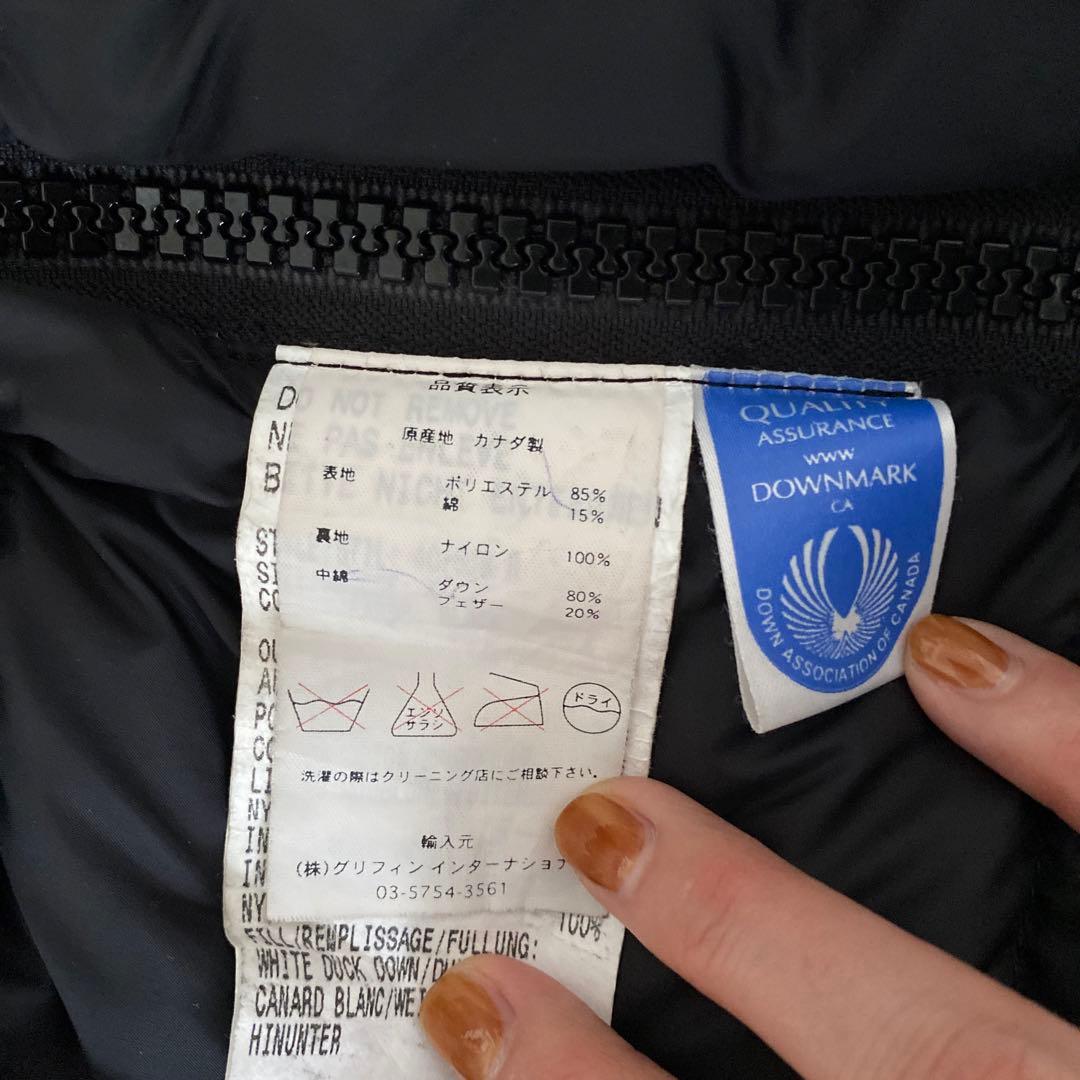 品質表示
DO NOT REMOVE
原産地 カナダ製
NE PAS ENLEVE
表地 ポリエステル 85%
綿 15%
裏地 ナイロン 100%
中綿 ダウン 80%
フェザー 20%
エンソ
サラシ
ドライ
洗濯の際はクリーニング店にご相談下さい。
輸入元
(株)グリフィン インターナショナ
03-5754-3561
100%
FILL/REMPLISSAGE/FULLUNG:
WHITE DUCK DOWN/DU
CANARD BLANC/WEI
HINUNTER
QUALITY
ASSURANCE
www
DOWNMARK
CA
DOWN ASSOCIATION OF CANADA